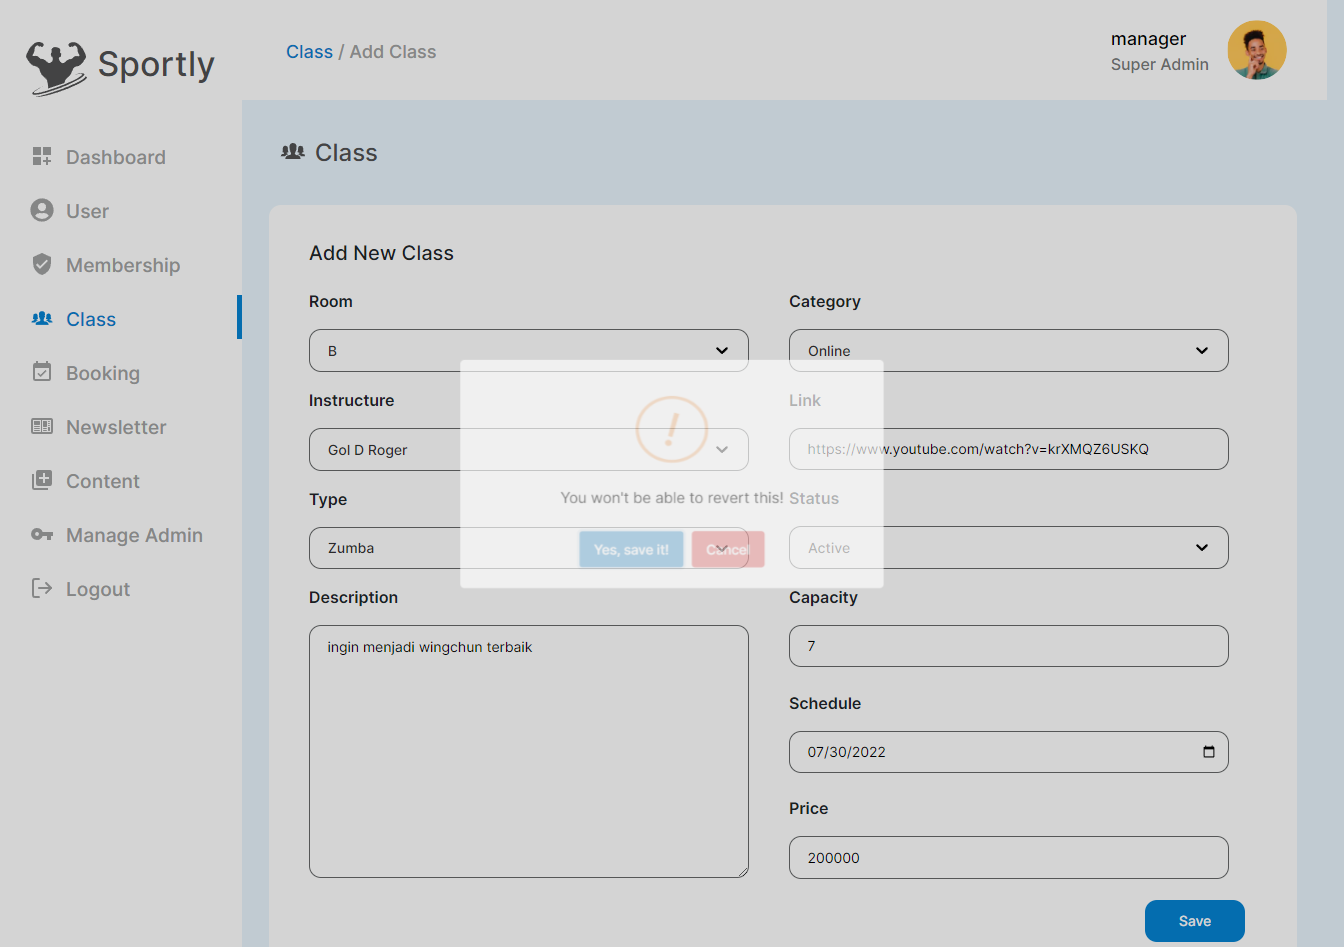 Sportly
Class / Add Class
manager
Super Admin
Dashboard
User
Membership
Class
Booking
Newsletter
Content
Manage Admin
Logout
Class
Add New Class
Room
B
Category
Online
Instructure
Gol D Roger
Link
https://www.youtube.com/watch?v=krXMQZ6USKQ
Type
Zumba
Status
Active
!
You won't be able to revert this!
Yes, save it!
Cancel
Description
ingin menjadi wingchun terbaik
Capacity
7
Schedule
07/30/2022
Price
200000
Save